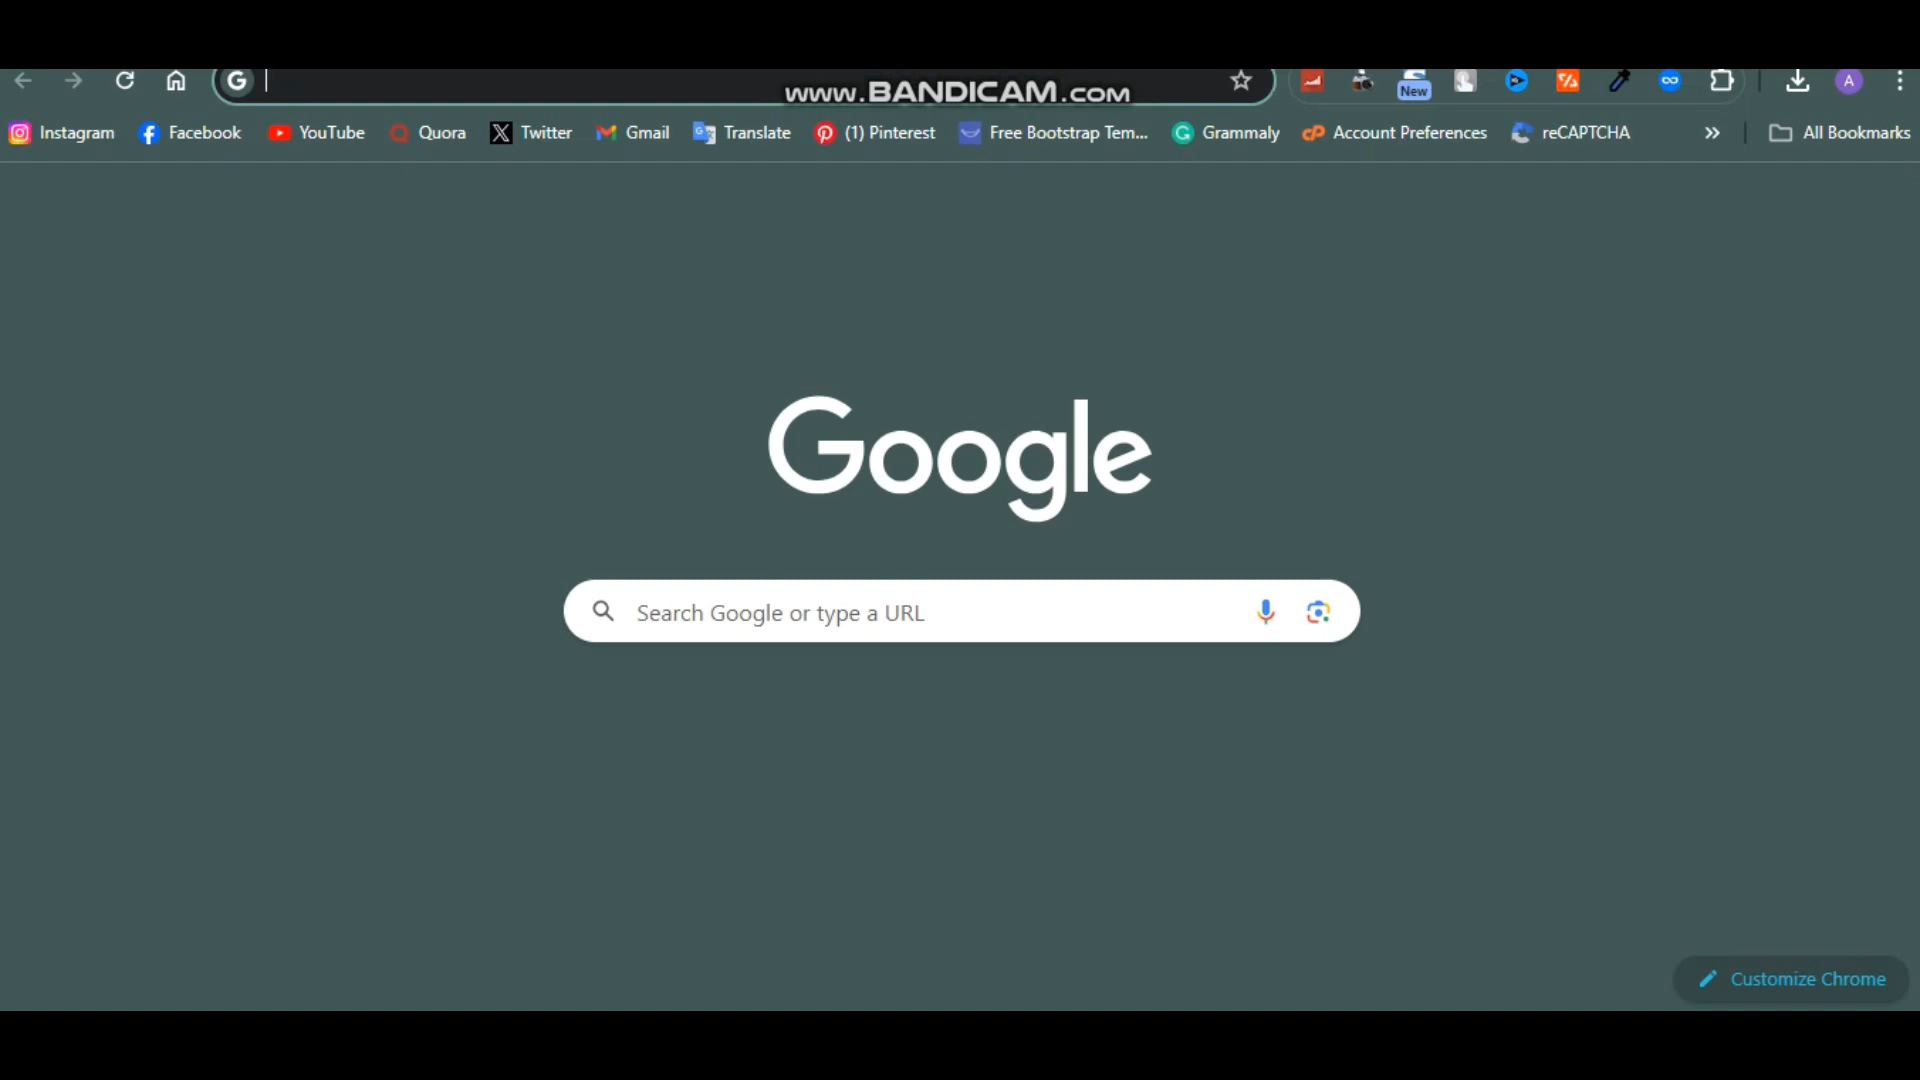 G
www.BANDICAM.com
New
A
Instagram Facebook YouTube Quora X Twitter Gmail Translate (1) Pinterest Free Bootstrap Tem... Grammaly cP Account Preferences reCAPTCHA » All Bookmarks
Google
Search Google or type a URL
Customize Chrome